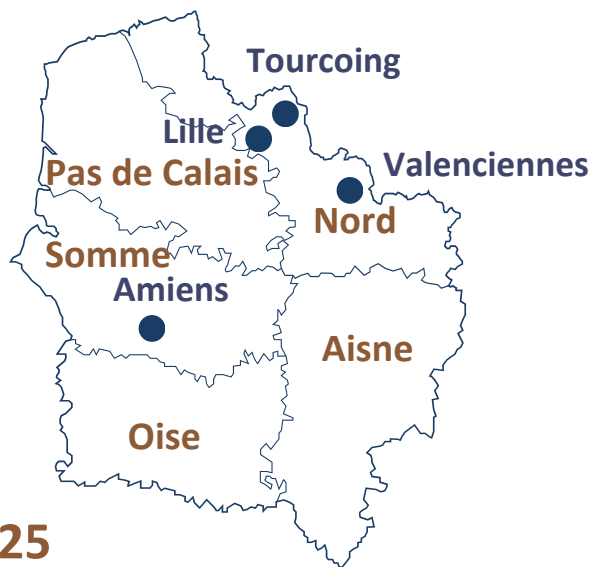 Tourcoing
Lille
Valenciennes
Pas de Calais
Nord
Somme
Amiens
Aisne
Oise
25